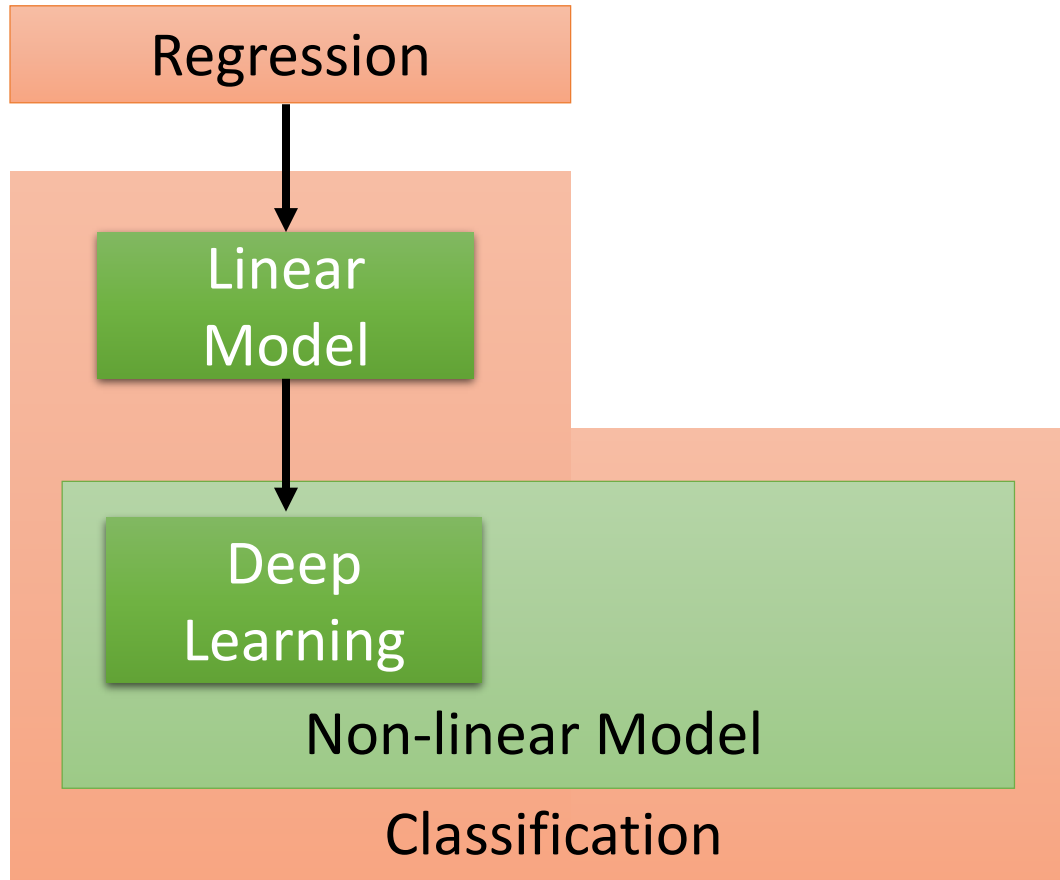 Regression
Linear
Model
Deep
Learning
Non-linear Model
Classification